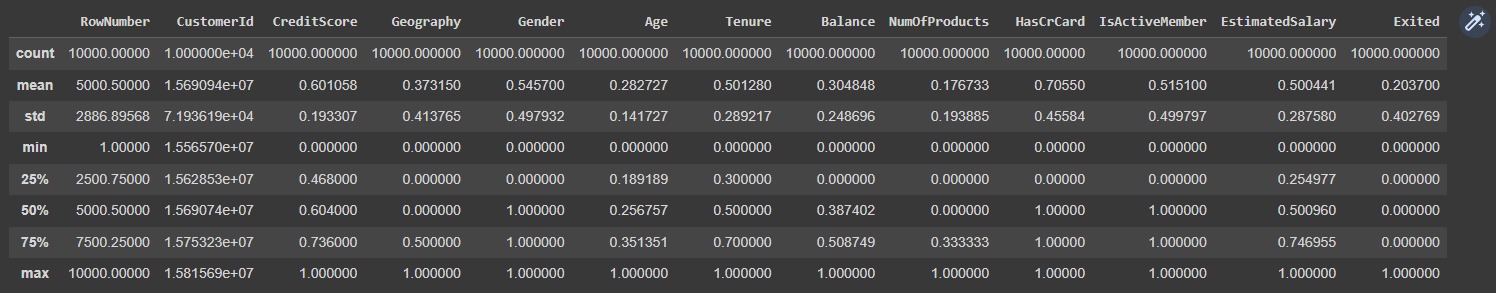 RowNumber CustomerId CreditScore Geography Gender Age Tenure Balance NumOfProducts HasCrCard IsActiveMember EstimatedSalary Exited
count 10000.00000 1.000000e+04 10000.000000 10000.000000 10000.000000 10000.000000 10000.000000 10000.000000 10000.000000 10000.00000 10000.000000 10000.000000 10000.000000
mean 5000.50000 1.569094e+07 0.601058 0.373150 0.545700 0.282727 0.501280 0.304848 0.176733 0.70550 0.515100 0.500441 0.203700
std 2886.89568 7.193619e+04 0.193307 0.413765 0.497932 0.141727 0.289217 0.248696 0.193885 0.45584 0.499797 0.287580 0.402769
min 1.00000 1.556570e+07 0.000000 0.000000 0.000000 0.000000 0.000000 0.000000 0.000000 0.00000 0.000000 0.000000 0.000000
25% 2500.75000 1.562853e+07 0.468000 0.000000 0.000000 0.189189 0.300000 0.000000 0.000000 0.00000 0.000000 0.254977 0.000000
50% 5000.50000 1.569074e+07 0.604000 0.000000 1.000000 0.256757 0.500000 0.387402 0.000000 1.00000 1.000000 0.500960 0.000000
75% 7500.25000 1.575323e+07 0.736000 0.500000 1.000000 0.351351 0.700000 0.508749 0.333333 1.00000 1.000000 0.746955 0.000000
max 10000.00000 1.581569e+07 1.000000 1.000000 1.000000 1.000000 1.000000 1.000000 1.000000 1.00000 1.000000 1.000000 1.000000